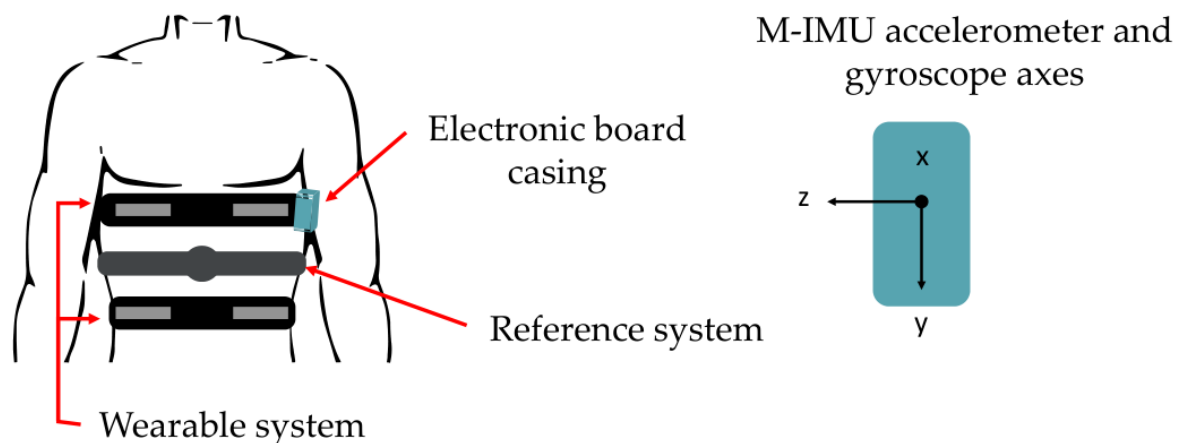 M-IMU accelerometer and
gyroscope axes
Electronic board
casing
x
z
y
Reference system
Wearable system